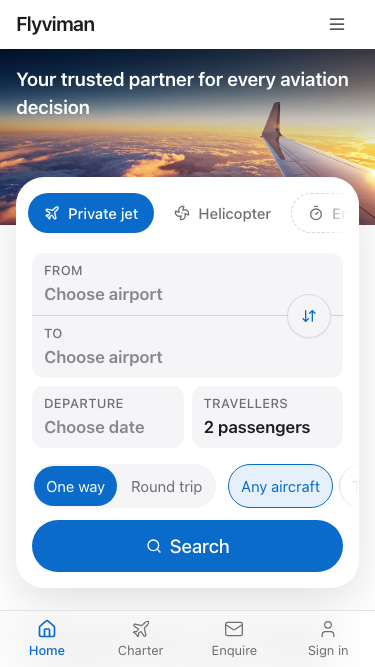 Flyviman
Your trusted partner for every aviation
decision
Private jet
Helicopter
FROM
Choose airport
TO
Choose airport
DEPARTURE
Choose date
TRAVELLERS
2 passengers
One way
Round trip
Any aircraft
Search
Home
Charter
Enquire
Sign in